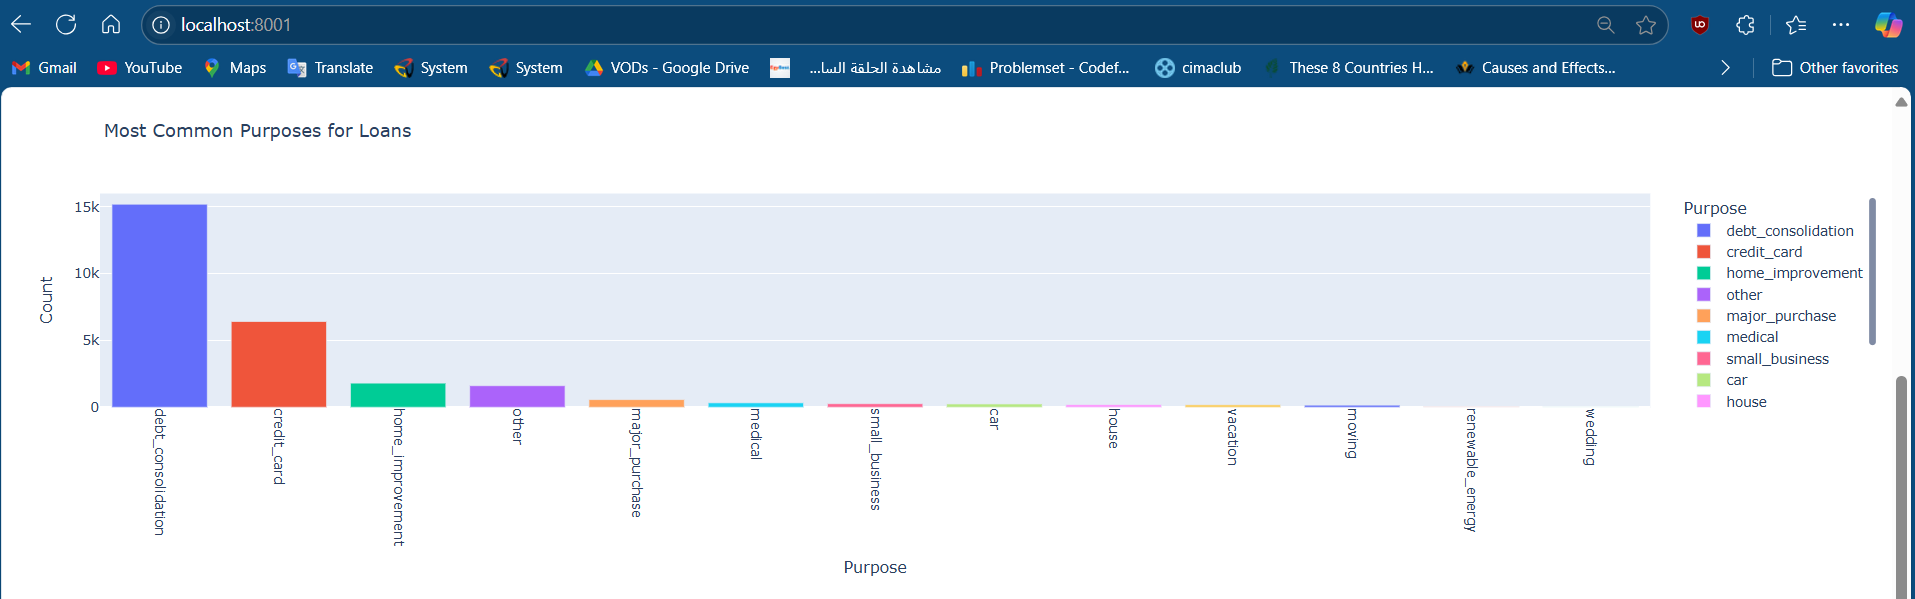 localhost:8001
Gmail
YouTube
Maps
Translate
System
System
VODs - Google Drive
مشاهدة الحلقة السا...
Problemset - Codef...
cimaclub
These 8 Countries H...
Causes and Effects...
Other favorites
Most Common Purposes for Loans
Count
15k
10k
5k
0
debt_consolidation
credit_card
home_improvement
other
major_purchase
medical
small_business
car
house
vacation
moving
renewable_energy
wedding
Purpose
Purpose
debt_consolidation
credit_card
home_improvement
other
major_purchase
medical
small_business
car
house